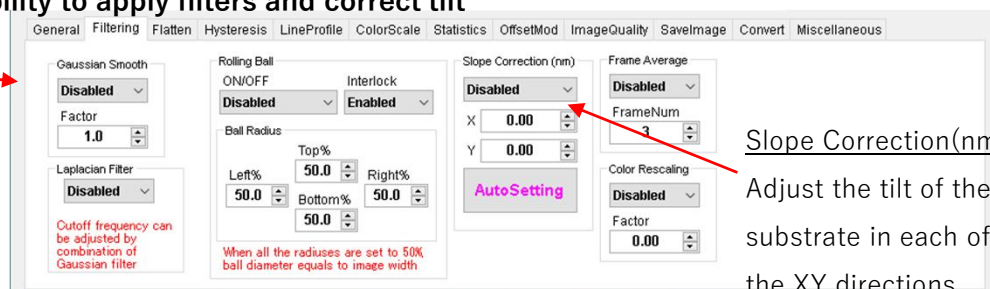 bility to apply filters and correct tilt
General Filtering Flatten Hysteresis LineProfile ColorScale Statistics OffsetMod ImageQuality SaveImage Convert Miscellaneous
Gaussian Smooth
Disabled
Factor
1.0
Laplacian Filter
Disabled
Cutoff frequency can
be adjusted by
combination of
Gaussian filter
Rolling Ball
ON/OFF Interlock
Disabled Enabled
Ball Radius
Top%
Left% 50.0 Right%
50.0 Bottom% 50.0
50.0
When all the radiuses are set to 50%,
ball diameter equals to image width
Slope Correction (nm)
Disabled
X 0.00
Y 0.00
AutoSetting
Frame Average
Disabled
FrameNum
3
Color Rescaling
Disabled
Factor
0.00
Slope Correction(nm
Adjust the tilt of the
substrate in each of
the XY directions